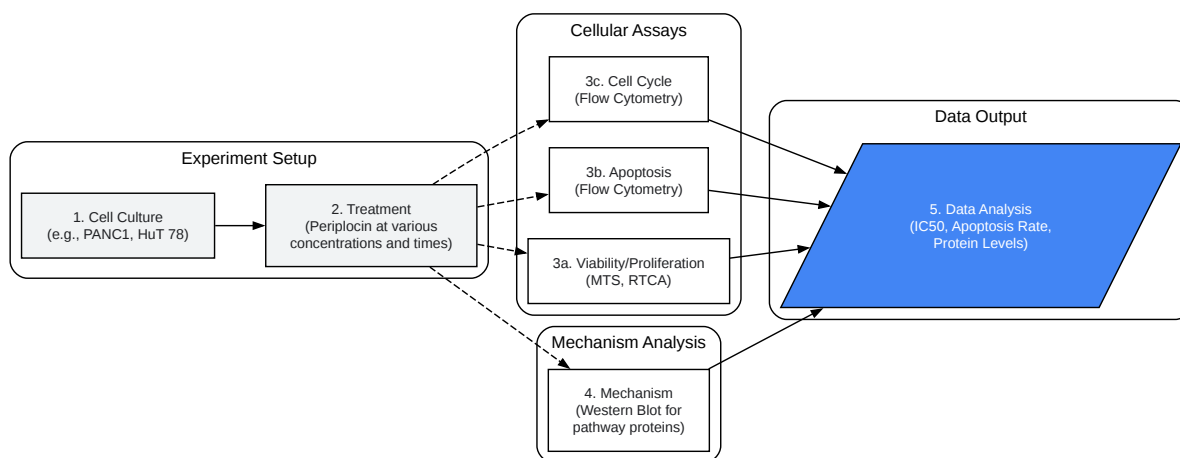 Experiment Setup
1. Cell Culture
(e.g., PANC1, HuT 78)
2. Treatment
(Periplocin at various
concentrations and times)
Cellular Assays
3c. Cell Cycle
(Flow Cytometry)
3b. Apoptosis
(Flow Cytometry)
3a. Viability/Proliferation
(MTS, RTCA)
Mechanism Analysis
4. Mechanism
(Western Blot for
pathway proteins)
Data Output
5. Data Analysis
(IC50, Apoptosis Rate,
Protein Levels)